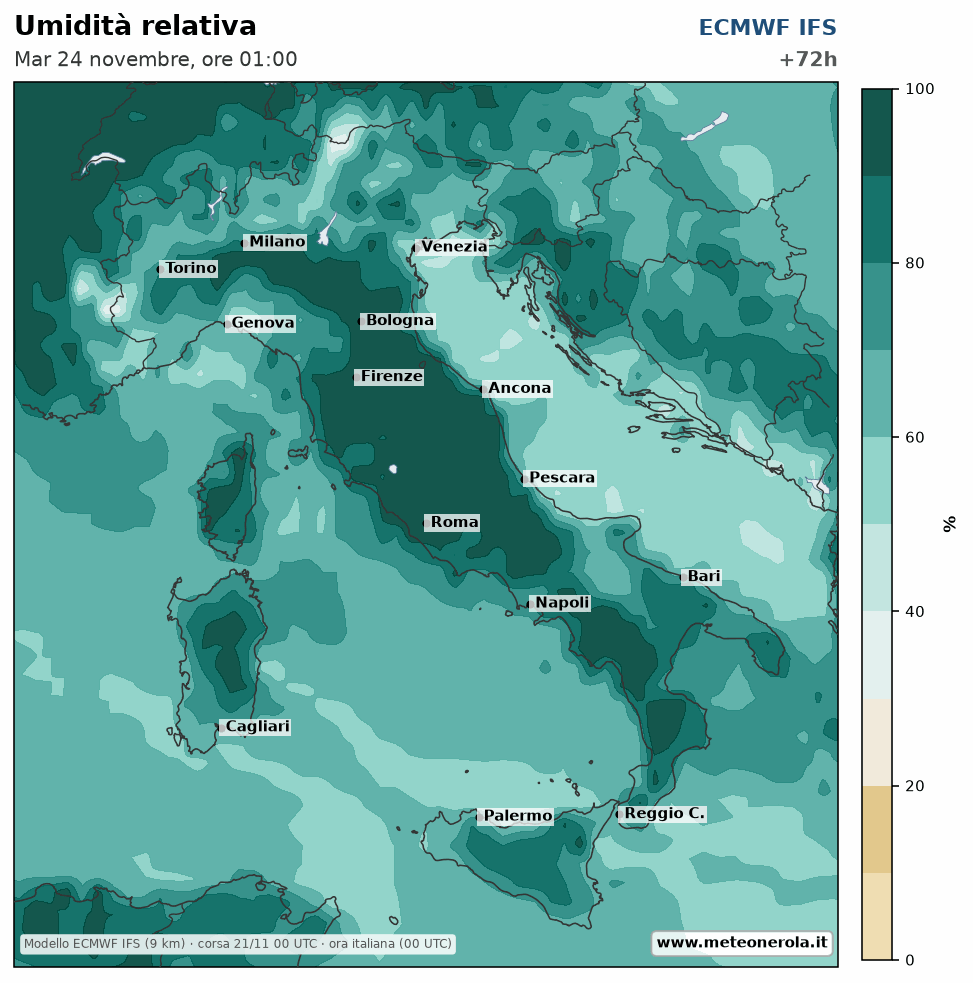 Umidità relativa
ECMWF IFS
Mar 24 novembre, ore 01:00
+72h
100
80
60
40
20
0
%
Milano
Venezia
Torino
Genova
Bologna
Firenze
Ancona
Pescara
Roma
Bari
Napoli
Cagliari
Palermo
Reggio C.
Modello ECMWF IFS (9 km) · corsa 21/11 00 UTC · ora italiana (00 UTC)
www.meteonerola.it